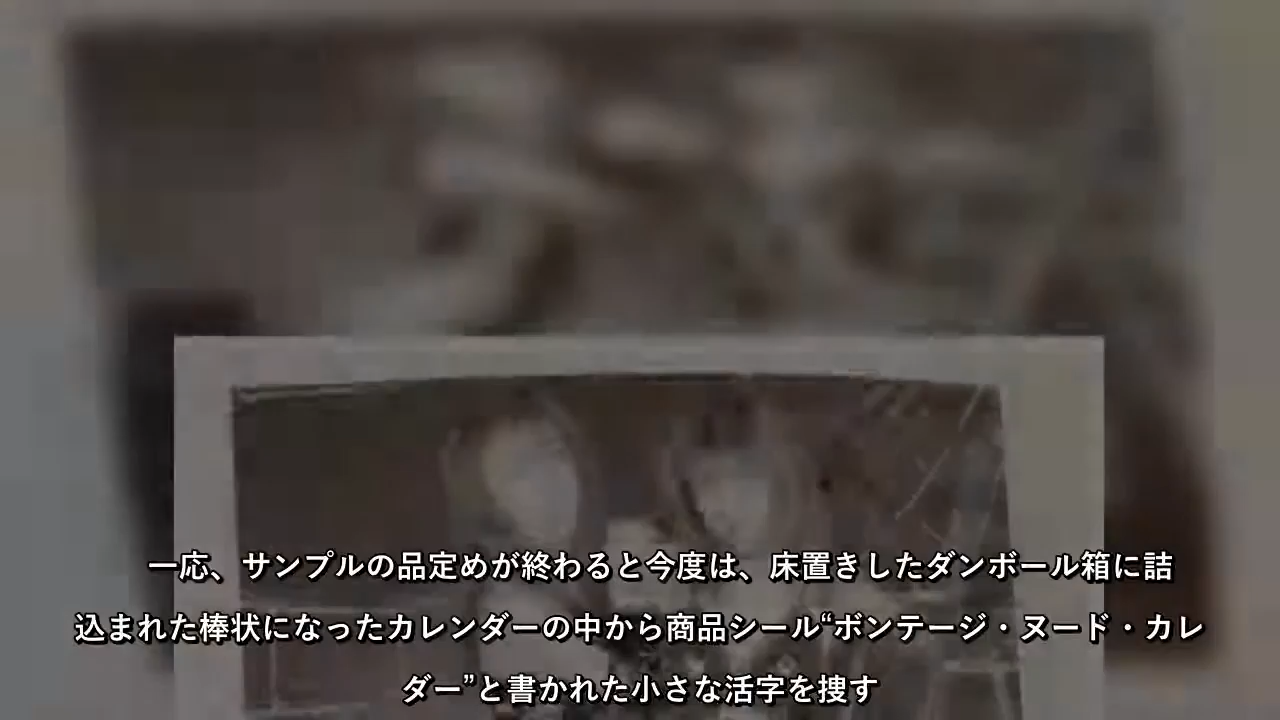 一応、サンプルの品定めが終わると今度は、床置きしたダンボール箱に詰
込まれた棒状になったカレンダーの中から商品シール“ボンテージ・ヌード・カレ
ダー”と書かれた小さな活字を捜す